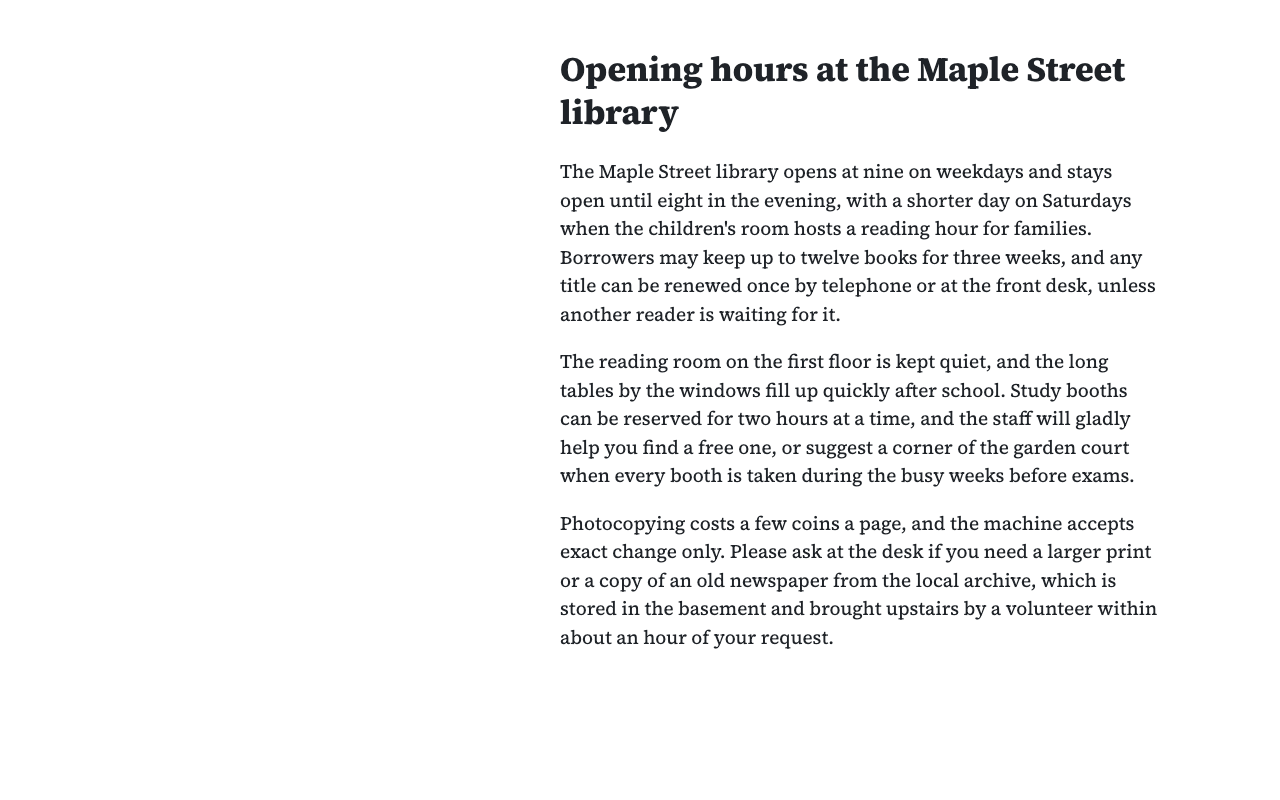 Opening hours at the Maple Street
library
The Maple Street library opens at nine on weekdays and stays
open until eight in the evening, with a shorter day on Saturdays
when the children's room hosts a reading hour for families.
Borrowers may keep up to twelve books for three weeks, and any
title can be renewed once by telephone or at the front desk, unless
another reader is waiting for it.
The reading room on the first floor is kept quiet, and the long
tables by the windows fill up quickly after school. Study booths
can be reserved for two hours at a time, and the staff will gladly
help you find a free one, or suggest a corner of the garden court
when every booth is taken during the busy weeks before exams.
Photocopying costs a few coins a page, and the machine accepts
exact change only. Please ask at the desk if you need a larger print
or a copy of an old newspaper from the local archive, which is
stored in the basement and brought upstairs by a volunteer within
about an hour of your request.